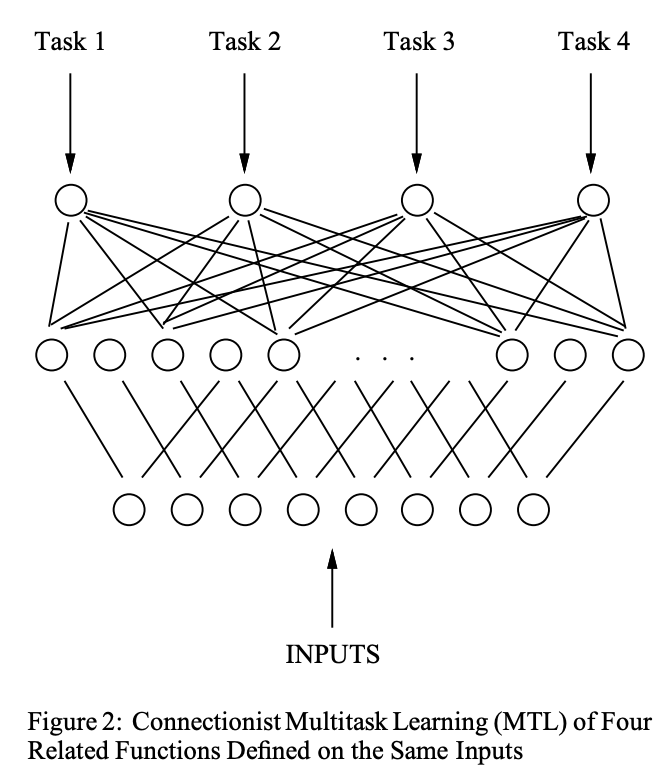 Task 1 Task 2 Task 3 Task 4
. . .
INPUTS
Figure 2: Connectionist Multitask Learning (MTL) of Four
Related Functions Defined on the Same Inputs